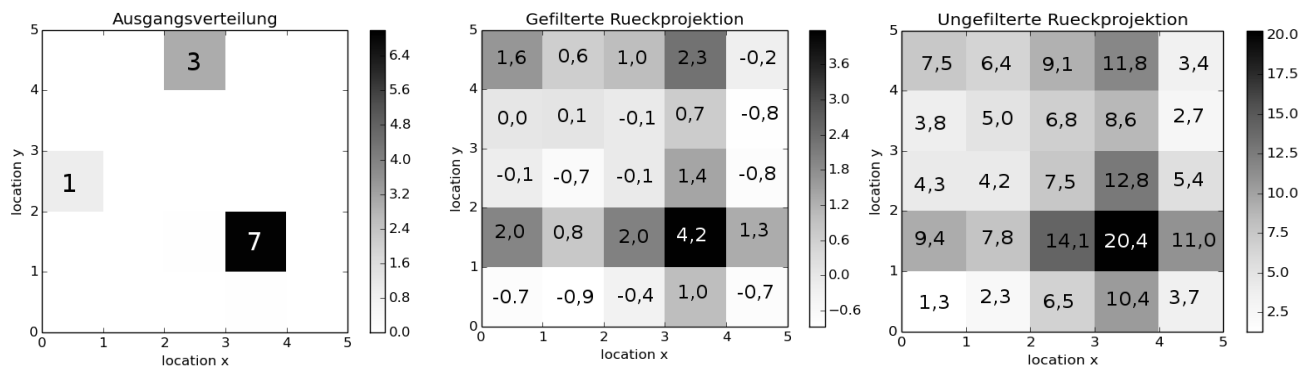 Ausgangsverteilung
5
4
3
2
1
0
location y
3
1
7
0 1 2 3 4 5
location x
6.4
5.6
4.8
4.0
3.2
2.4
1.6
0.8
0.0
Gefilterte Rueckprojektion
5
4
3
2
1
0
location y
1,6 0,6 1,0 2,3 -0,2
0,0 0,1 -0,1 0,7 -0,8
-0,1 -0,7 -0,1 1,4 -0,8
2,0 0,8 2,0 4,2 1,3
-0.7 -0,9 -0,4 1,0 -0,7
0 1 2 3 4 5
location x
3.6
3.0
2.4
1.8
1.2
0.6
0.0
−0.6
Ungefilterte Rueckprojektion
5
4
3
2
1
0
location y
7,5 6,4 9,1 11,8 3,4
3,8 5,0 6,8 8,6 2,7
4,3 4,2 7,5 12,8 5,4
9,4 7,8 14,1 20,4 11,0
1,3 2,3 6,5 10,4 3,7
0 1 2 3 4 5
location x
20.0
17.5
15.0
12.5
10.0
7.5
5.0
2.5